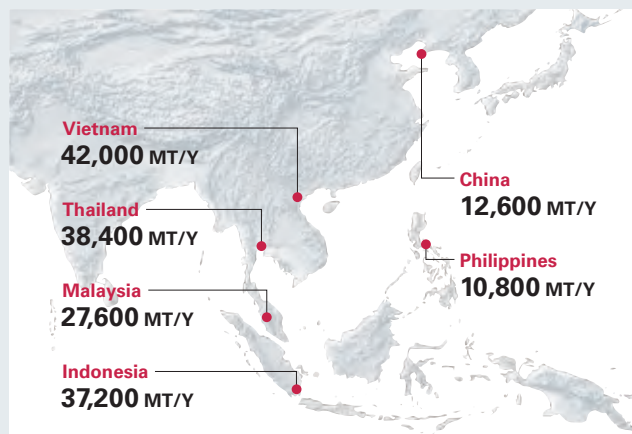 Vietnam
42,000 MT/Y
Thailand
38,400 MT/Y
Malaysia
27,600 MT/Y
Indonesia
37,200 MT/Y
China
12,600 MT/Y
Philippines
10,800 MT/Y